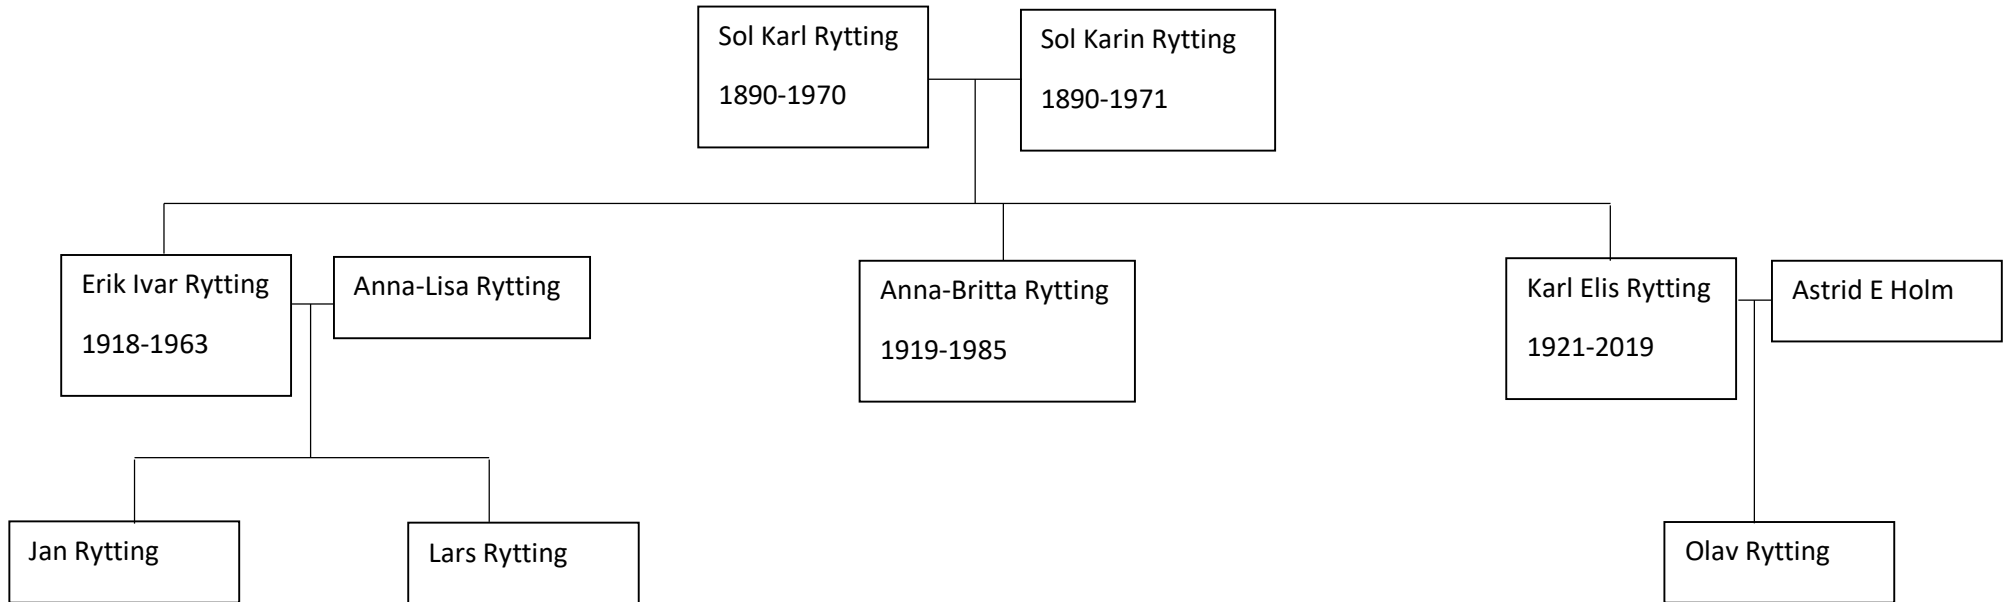 Sol Karl Rytting
1890-1970
Sol Karin Rytting
1890-1971
Erik Ivar Rytting
1918-1963
Anna-Lisa Rytting
Anna-Britta Rytting
1919-1985
Karl Elis Rytting
1921-2019
Astrid E Holm
Jan Rytting
Lars Rytting
Olav Rytting